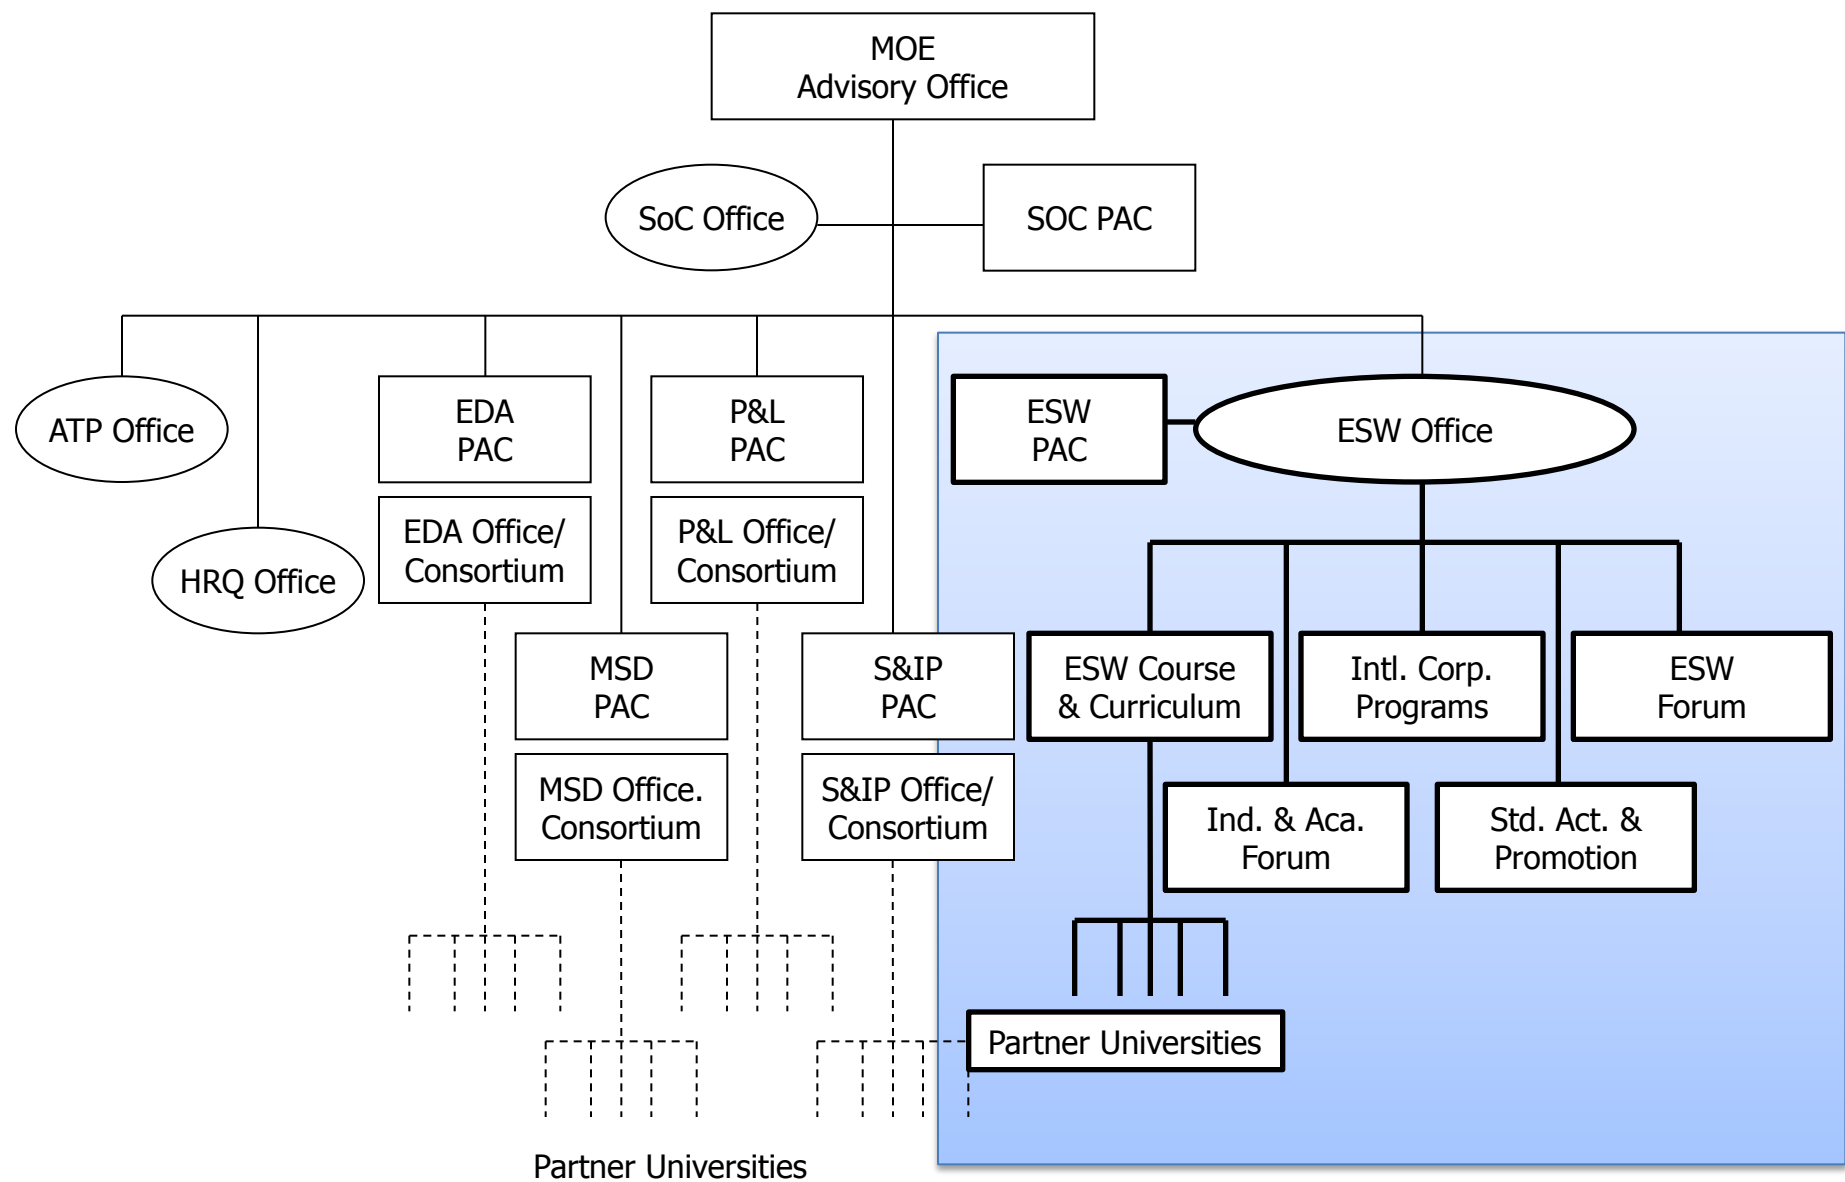 MOE
Advisory Office
SoC Office
SOC PAC
ATP Office
HRQ Office
EDA
PAC
EDA Office/
Consortium
MSD
PAC
MSD Office.
Consortium
P&L
PAC
P&L Office/
Consortium
S&IP
PAC
S&IP Office/
Consortium
ESW
PAC
ESW Office
ESW Course
& Curriculum
Intl. Corp.
Programs
ESW
Forum
Ind. & Aca.
Forum
Std. Act. &
Promotion
Partner Universities
Partner Universities